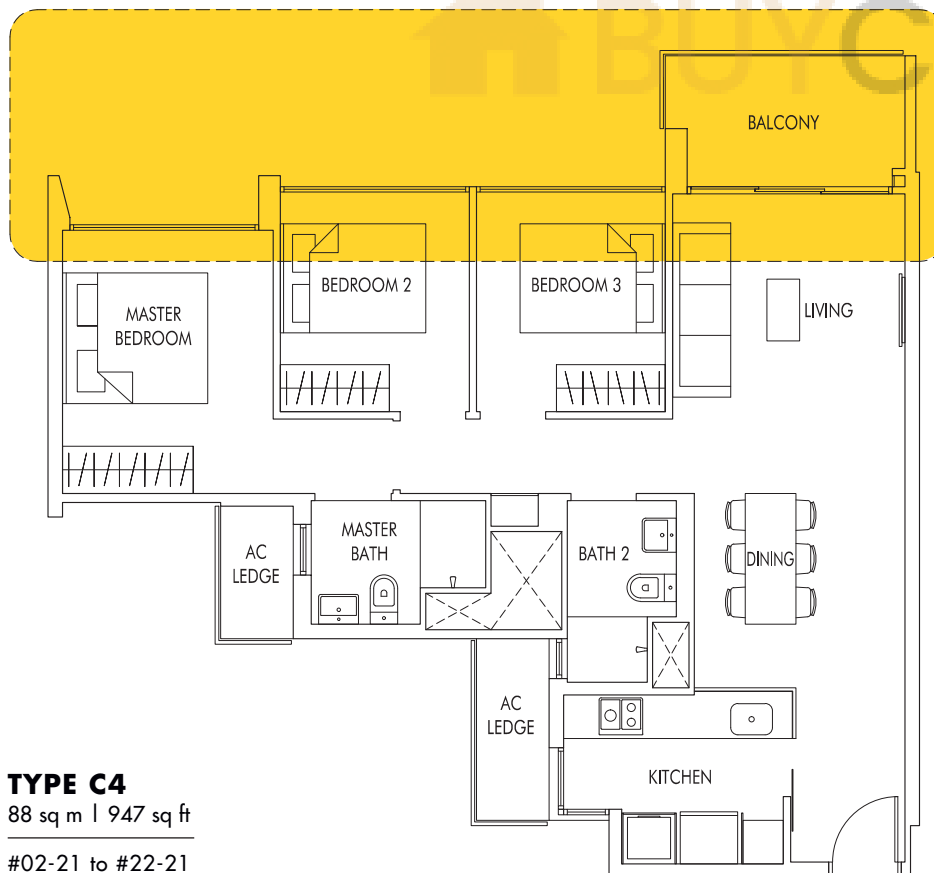 BUYC
BALCONY
BEDROOM 2
BEDROOM 3
MASTER
BEDROOM
LIVING
AC
LEDGE
MASTER
BATH
BATH 2
DINING
AC
LEDGE
KITCHEN
TYPE C4
88 sq m | 947 sq ft
#02-21 to #22-21